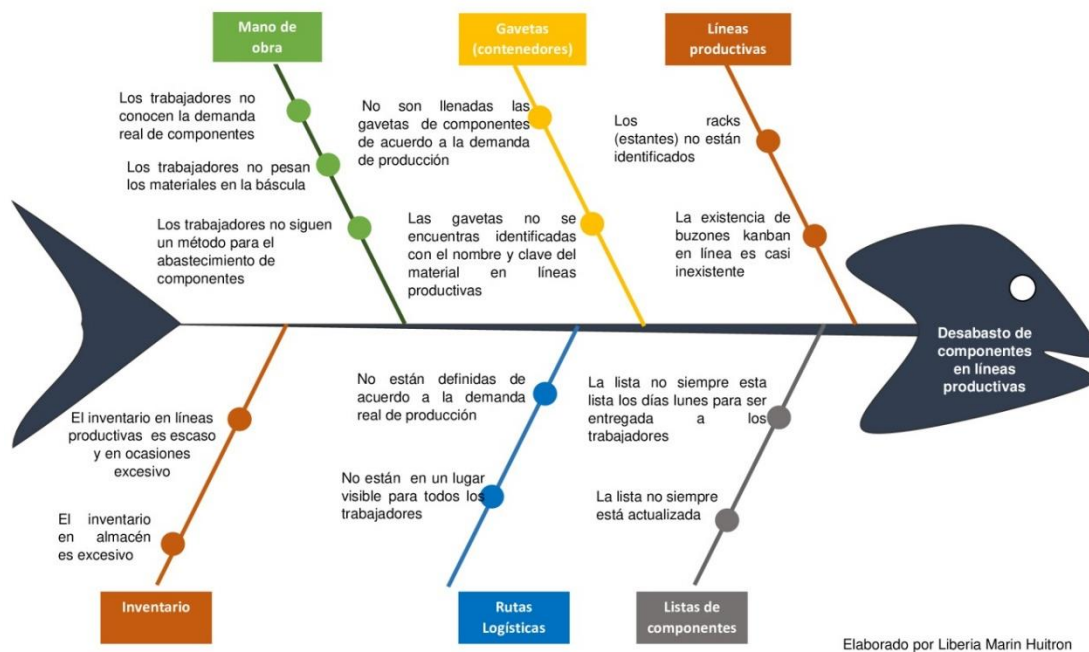 Mano de
obra
Gavetas
(contenedores)
Líneas
productivas
Los trabajadores no
conocen la demanda
real de componentes
Los trabajadores no pesan
los materiales en la báscula
Los trabajadores no siguen
un método para el
abastecimiento de
componentes
No son llenadas las
gavetas de componentes
de acuerdo a la demanda
de producción
Las gavetas no se
encuentras identificadas
con el nombre y clave del
material en líneas
productivas
Los racks
(estantes) no están
identificados
La existencia de
buzones kanban
en línea es casi
inexistente
Desabasto de
componentes
en líneas
productivas
El inventario en líneas
productivas es escaso
y en ocasiones
excesivo
El inventario
en almacén
es excesivo
No están definidas de
acuerdo a la demanda
real de producción
No están en un lugar
visible para todos los
trabajadores
La lista no siempre esta
lista los días lunes para ser
entregada a los
trabajadores
La lista no siempre
está actualizada
Inventario
Rutas
Logísticas
Listas de
componentes
Elaborado por Liberia Marin Huitron